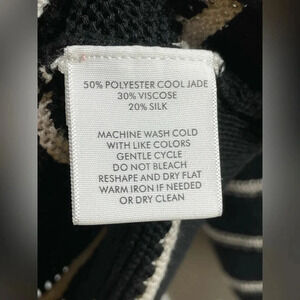 50% POLYESTER COOL JADE
30% VISCOSE
20% SILK
MACHINE WASH COLD
WITH LIKE COLORS
GENTLE CYCLE
DO NOT BLEACH
RESHAPE AND DRY FLAT
WARM IRON IF NEEDED
OR DRY CLEAN